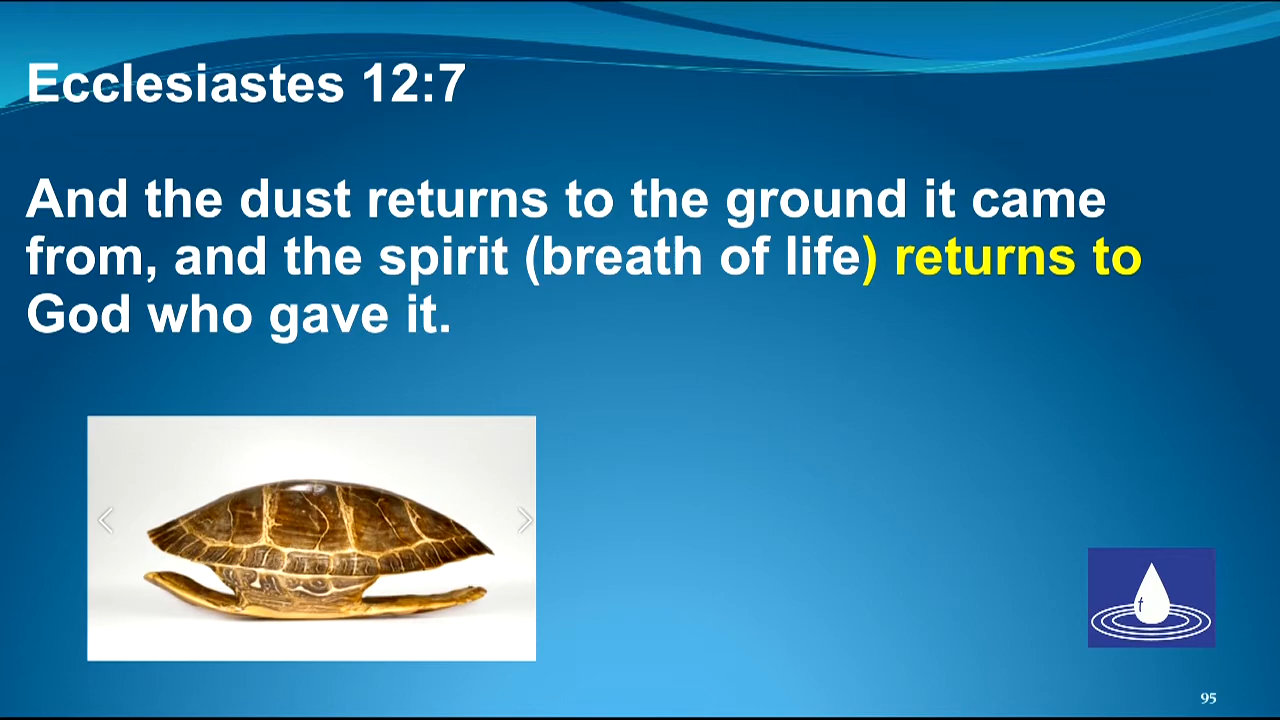 Ecclesiastes 12:7
And the dust returns to the ground it came
from, and the spirit (breath of life) returns to
God who gave it.
t
95